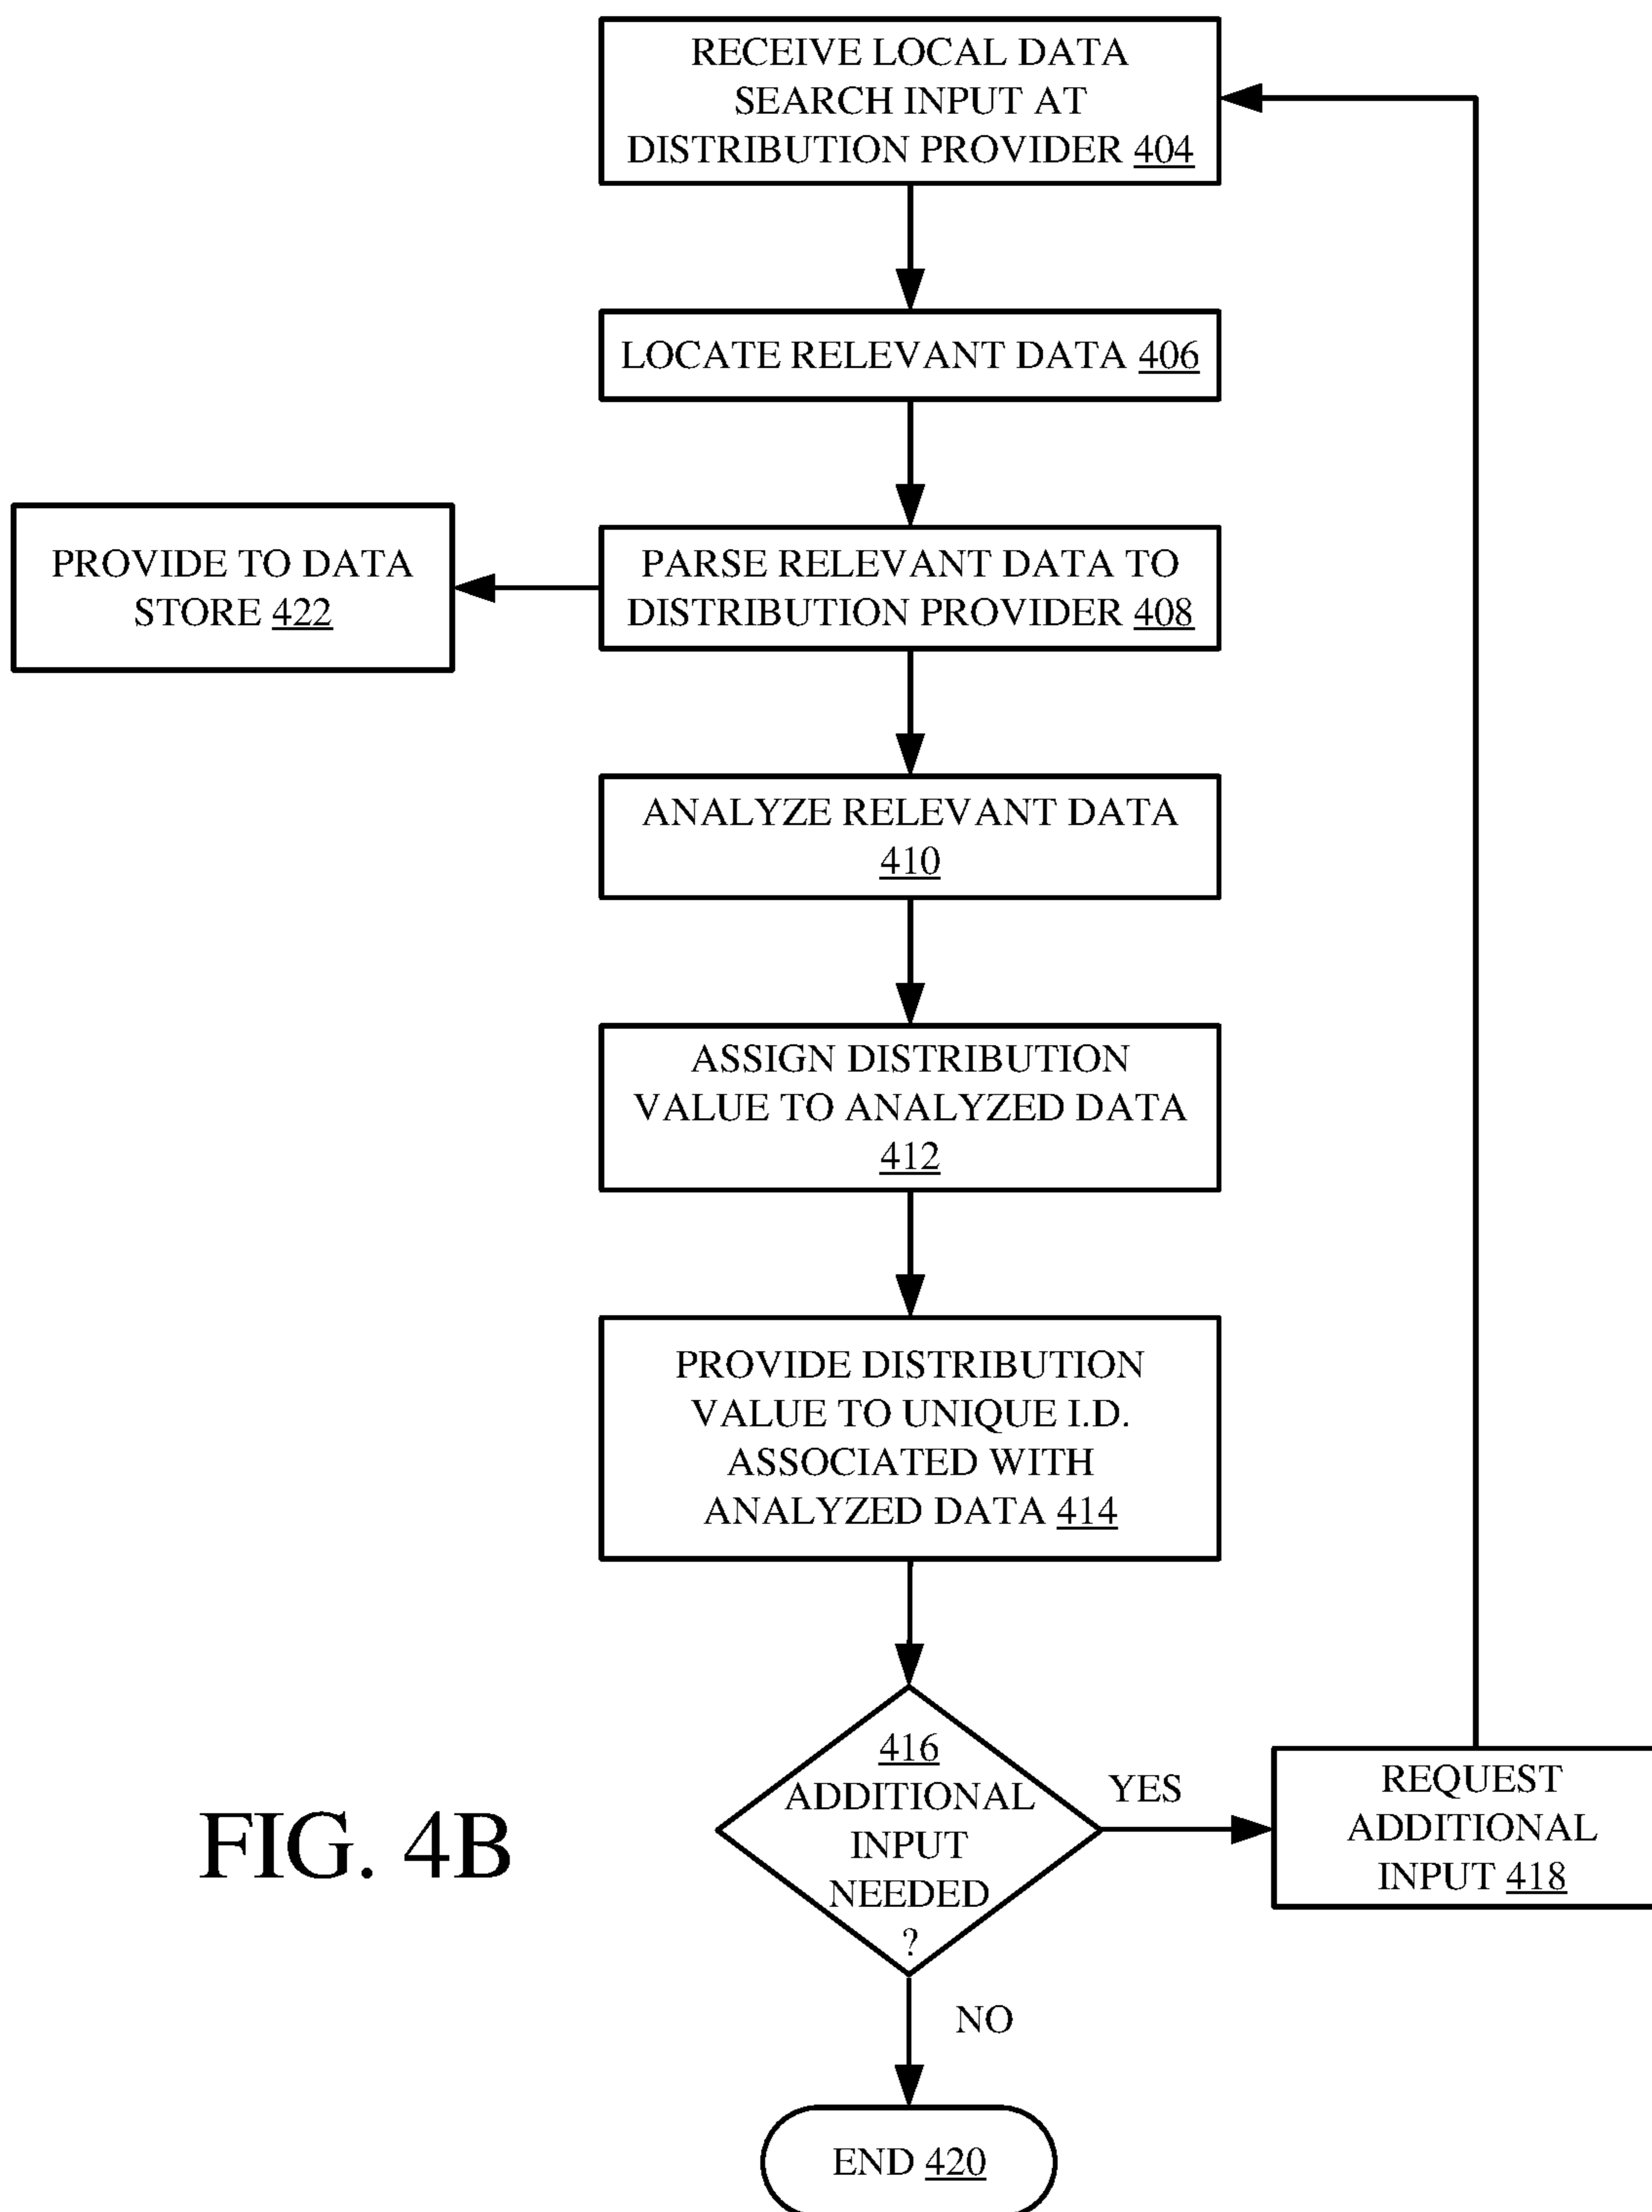 RECEIVE LOCAL DATA
SEARCH INPUT AT
DISTRIBUTION PROVIDER 404
LOCATE RELEVANT DATA 406
PROVIDE TO DATA
STORE 422
PARSE RELEVANT DATA TO
DISTRIBUTION PROVIDER 408
ANALYZE RELEVANT DATA
410
ASSIGN DISTRIBUTION
VALUE TO ANALYZED DATA
412
PROVIDE DISTRIBUTION
VALUE TO UNIQUE I.D.
ASSOCIATED WITH
ANALYZED DATA 414
416
ADDITIONAL
INPUT
NEEDED
?
YES
REQUEST
ADDITIONAL
INPUT 418
NO
END 420
FIG. 4B